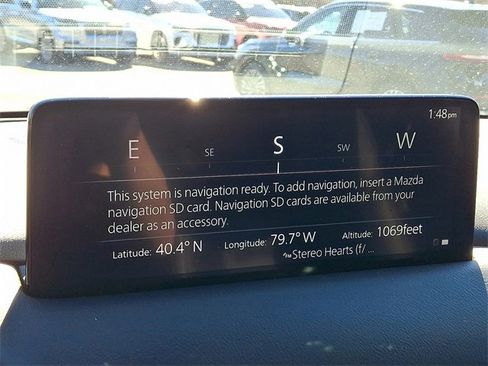 1:48pm
E SE S SW W
This system is navigation ready. To add navigation, insert a Mazda
navigation SD card. Navigation SD cards are available from your
dealer as an accessory.
Latitude: 40.4° N Longitude: 79.7° W Altitude: 1069feet
Stereo Hearts (f/ ...